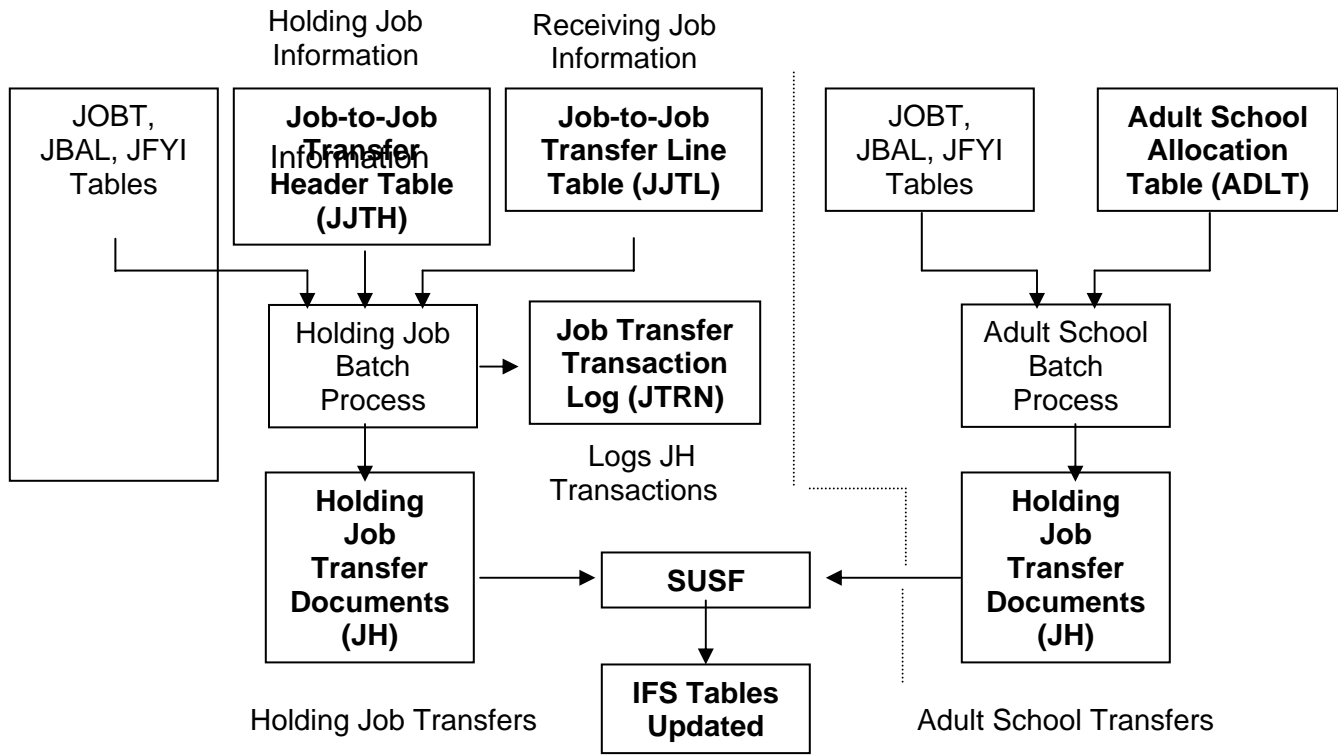 Holding Job
Information
Receiving Job
Information
JOBT,
JBAL, JFYI
Tables
Job-to-Job
Transfer
Information
Header Table
(JJTH)
Job-to-Job
Transfer Line
Table (JJTL)
JOBT,
JBAL, JFYI
Tables
Adult School
Allocation
Table (ADLT)
Holding Job
Batch
Process
Job Transfer
Transaction
Log (JTRN)
Adult School
Batch
Process
Logs JH
Transactions
Holding
Job
Transfer
Documents
(JH)
SUSF
Holding
Job
Transfer
Documents
(JH)
IFS Tables
Updated
Holding Job Transfers
Adult School Transfers